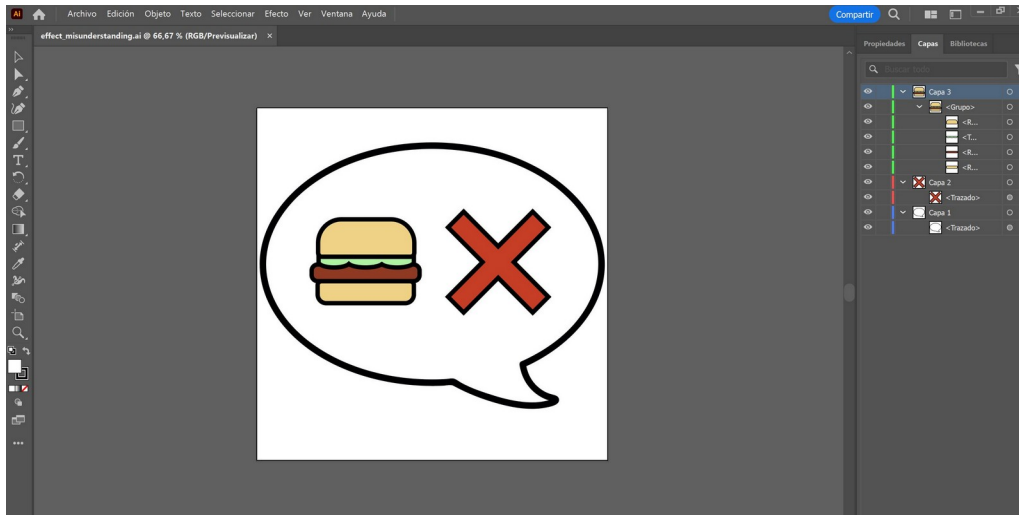 Ai Archivo Edición Objeto Texto Seleccionar Efecto Ver Ventana Ayuda Compartir
effect_misunderstanding.ai @ 66,67 % (RGB/Previsualizar) ×
Propiedades Capas Bibliotecas
Buscar todo
Capa 3
<Grupo>
<R...
<T...
<R...
<R...
Capa 2
<Trazado>
Capa 1
<Trazado>